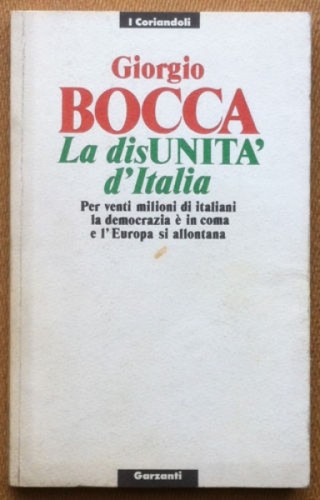 I Coriandoli
Giorgio
BOCCA
La disUNITA'
d'Italia
Per venti milioni di italiani
la democrazia è in coma
e l'Europa si allontana
Garzanti